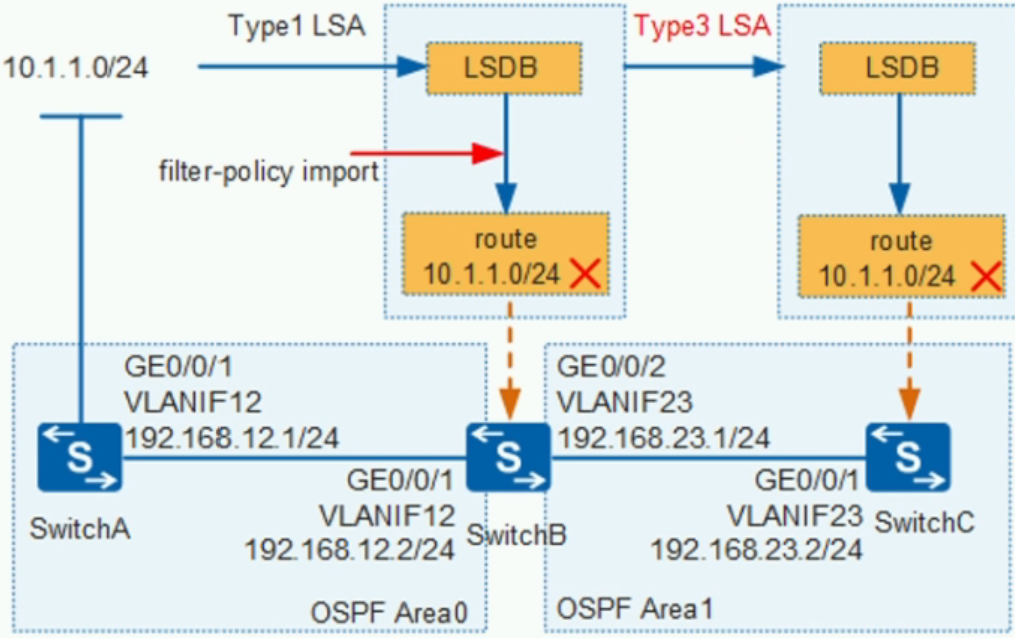 Type1 LSA
Type3 LSA
10.1.1.0/24
LSDB
LSDB
filter-policy import
route
10.1.1.0/24
route
10.1.1.0/24
GE0/0/1
VLANIF12
192.168.12.1/24
GE0/0/2
VLANIF23
192.168.23.1/24
S
S
S
GE0/0/1
VLANIF12
192.168.12.2/24
GE0/0/1
VLANIF23
192.168.23.2/24
SwitchA
SwitchB
SwitchC
OSPF Area0
OSPF Area1